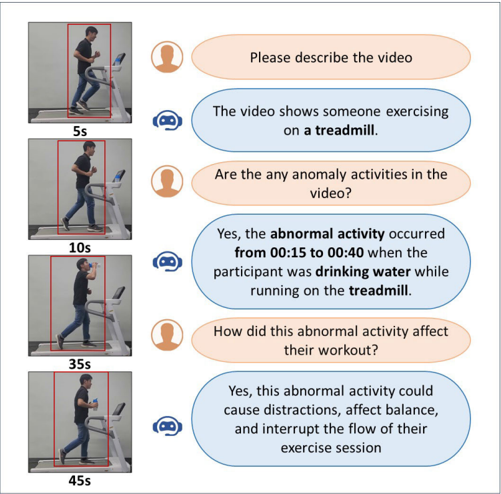 5s
Please describe the video
The video shows someone exercising
on a treadmill.
10s
Are the any anomaly activities in the
video?
Yes, the abnormal activity occurred
from 00:15 to 00:40 when the
participant was drinking water while
running on the treadmill.
35s
How did this abnormal activity affect
their workout?
45s
Yes, this abnormal activity could
cause distractions, affect balance,
and interrupt the flow of their
exercise session